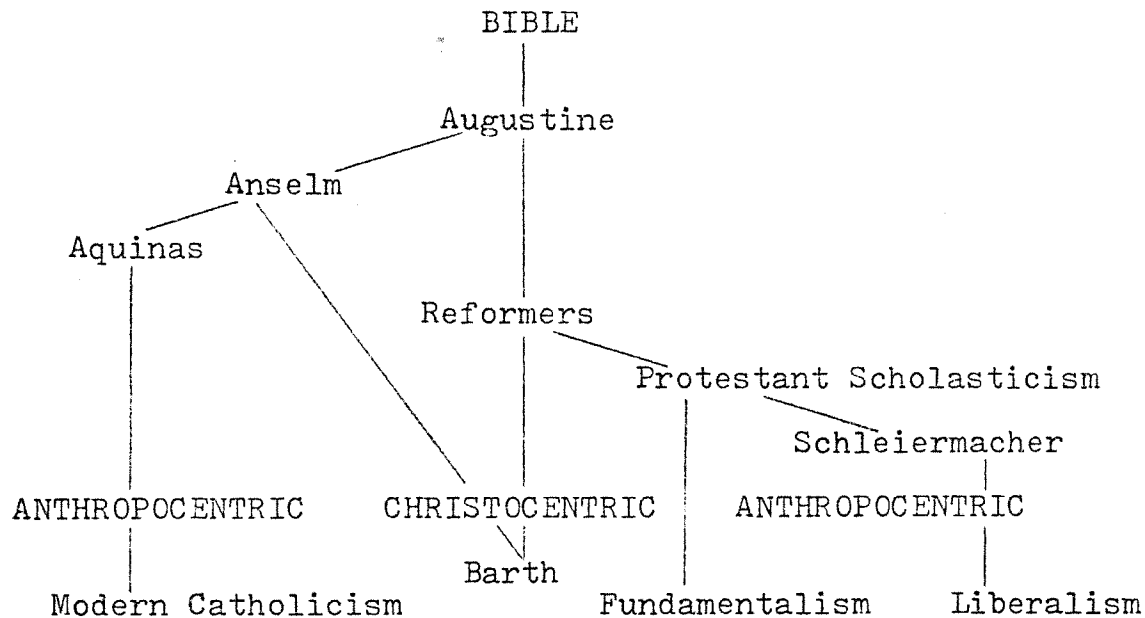 BIBLE
Augustine
Anselm
Aquinas
Reformers
Protestant Scholasticism
Schleiermacher
ANTHROPOCENTRIC CHRISTOCENTRIC ANTHROPOCENTRIC
Barth
Modern Catholicism Fundamentalism Liberalism